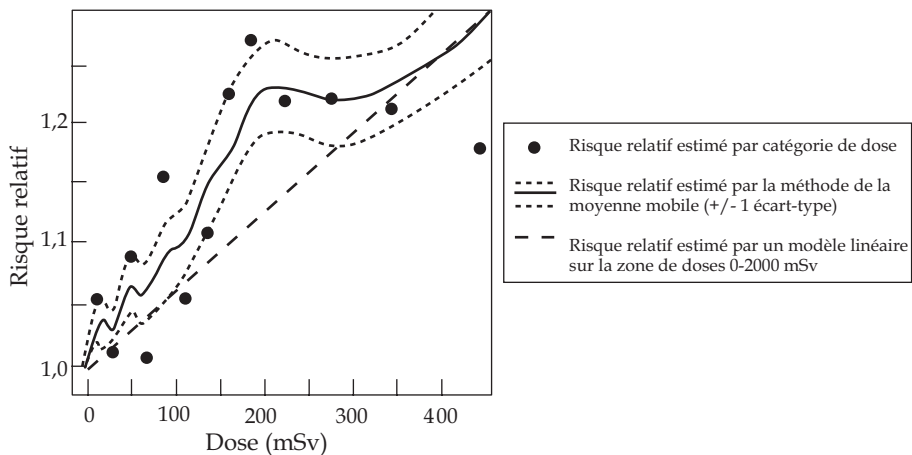 Risque relatif
1,2
1,1
1,0
0
100
200
300
400
Dose (mSv)
Risque relatif estimé par catégorie de dose
Risque relatif estimé par la méthode de la
moyenne mobile (+/- 1 écart-type)
Risque relatif estimé par un modèle linéaire
sur la zone de doses 0-2000 mSv